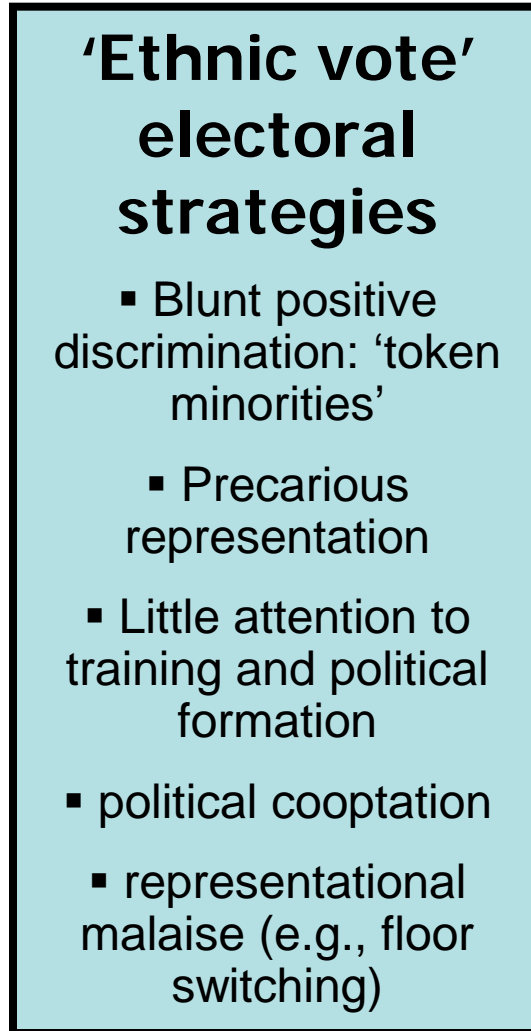 ‘Ethnic vote’
electoral
strategies
▪ Blunt positive
discrimination: ‘token
minorities’
▪ Precarious
representation
▪ Little attention to
training and political
formation
▪ political cooptation
▪ representational
malaise (e.g., floor
switching)